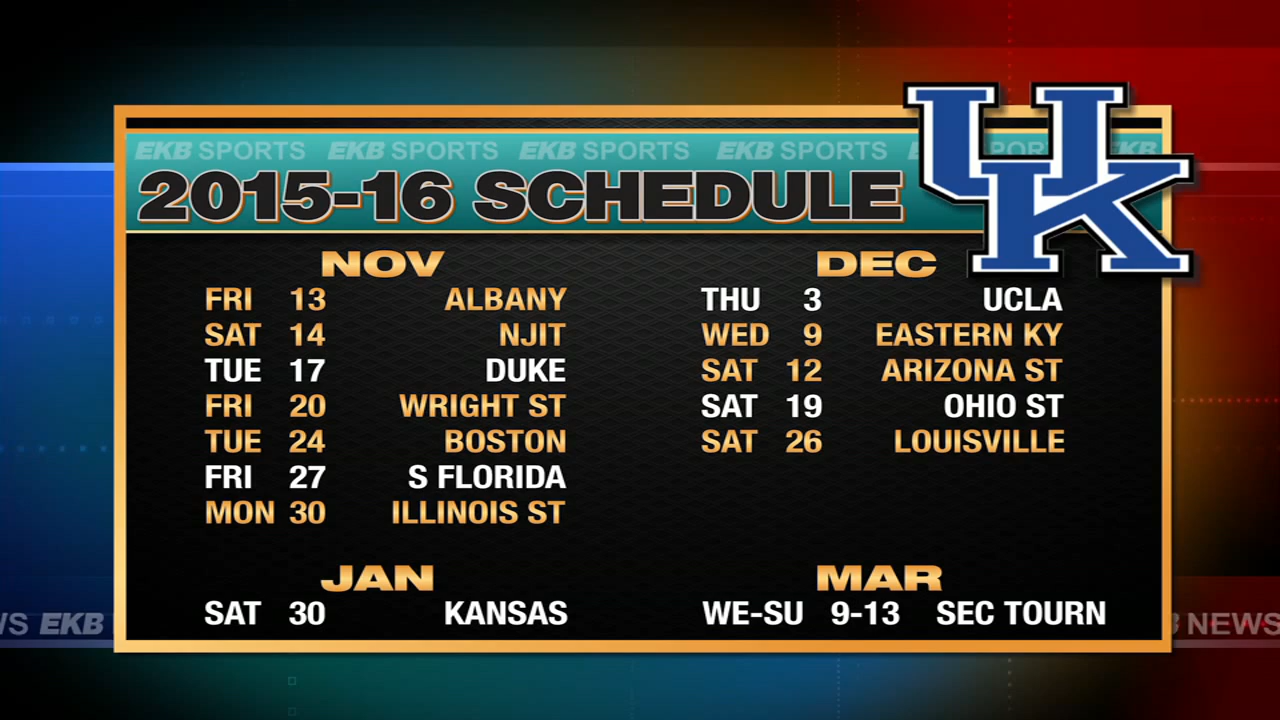 EKB SPORTS EKB SPORTS EKB SPORTS EKB SPORTS
2015-16 SCHEDULE
UK
NOV
FRI 13 ALBANY
SAT 14 NJIT
TUE 17 DUKE
FRI 20 WRIGHT ST
TUE 24 BOSTON
FRI 27 S FLORIDA
MON 30 ILLINOIS ST
DEC
THU 3 UCLA
WED 9 EASTERN KY
SAT 12 ARIZONA ST
SAT 19 OHIO ST
SAT 26 LOUISVILLE
JAN
SAT 30 KANSAS
MAR
WE-SU 9-13 SEC TOURN
EKB
NEWS